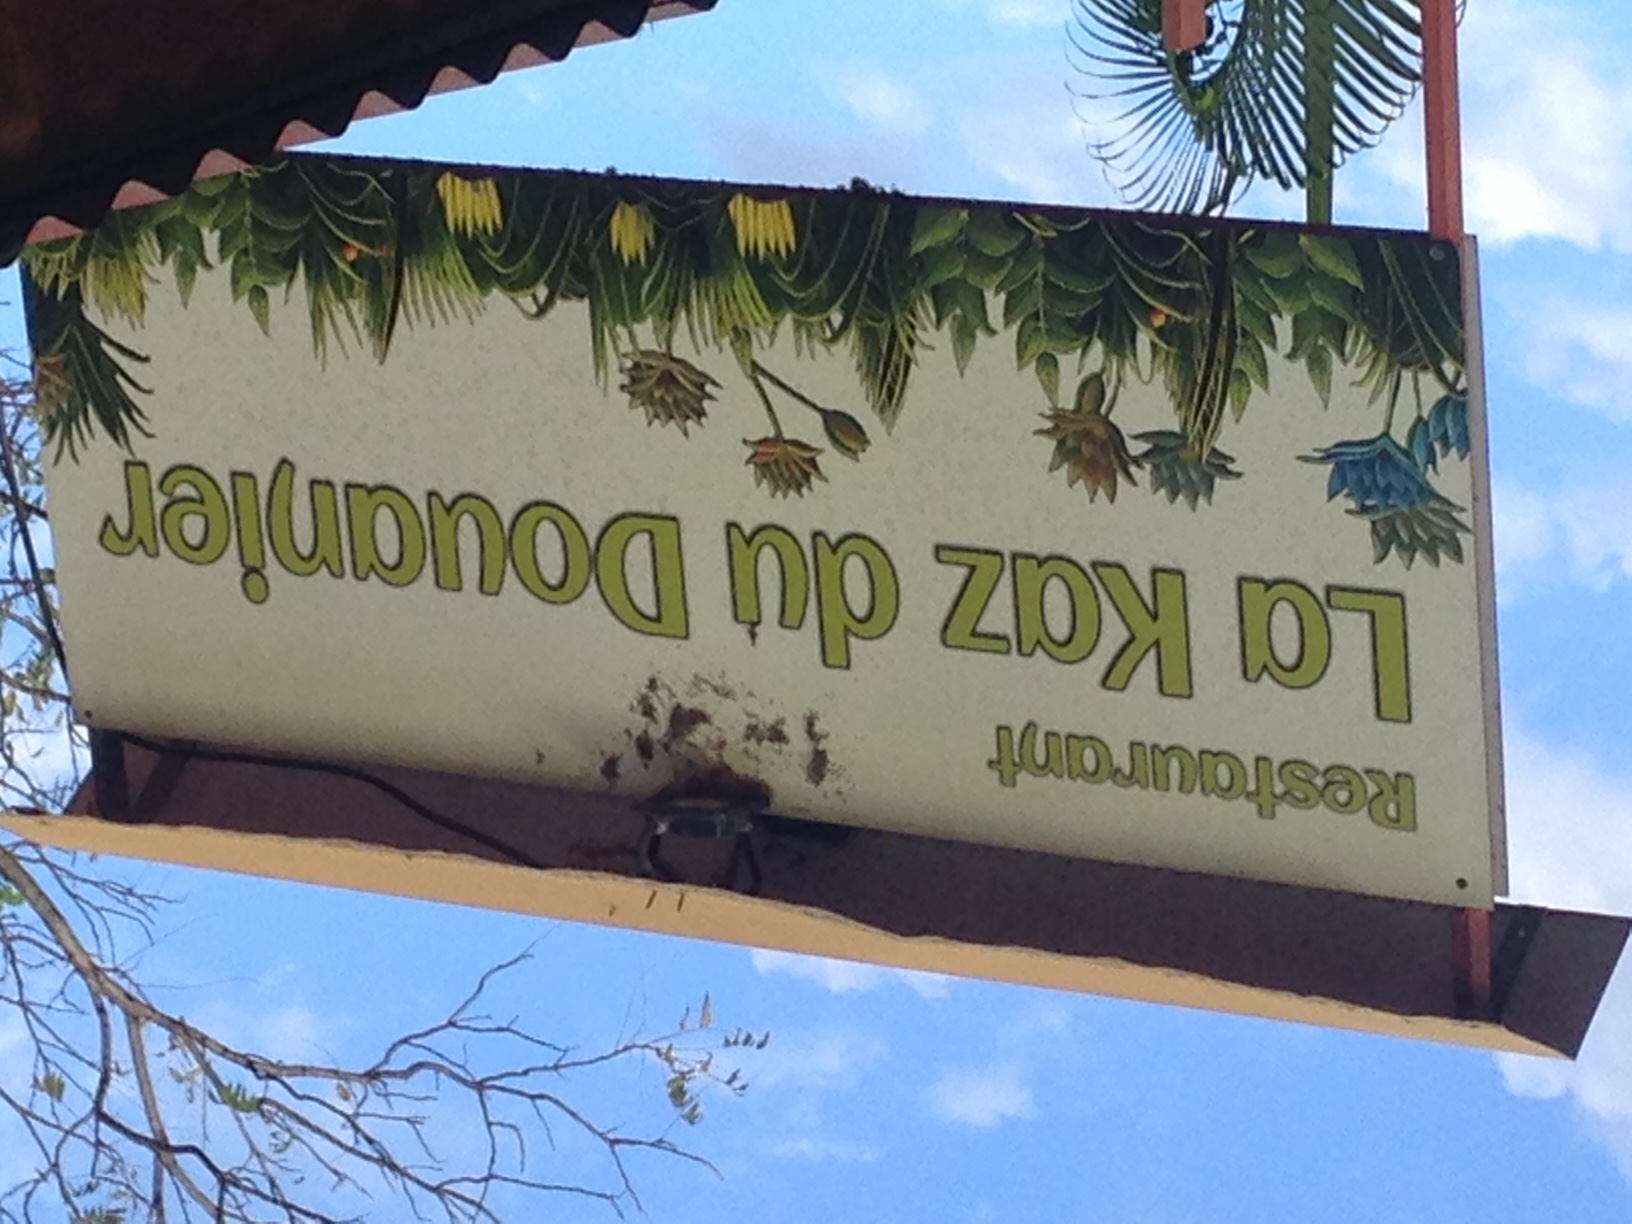 Restaurant
La Kaz du Douanier